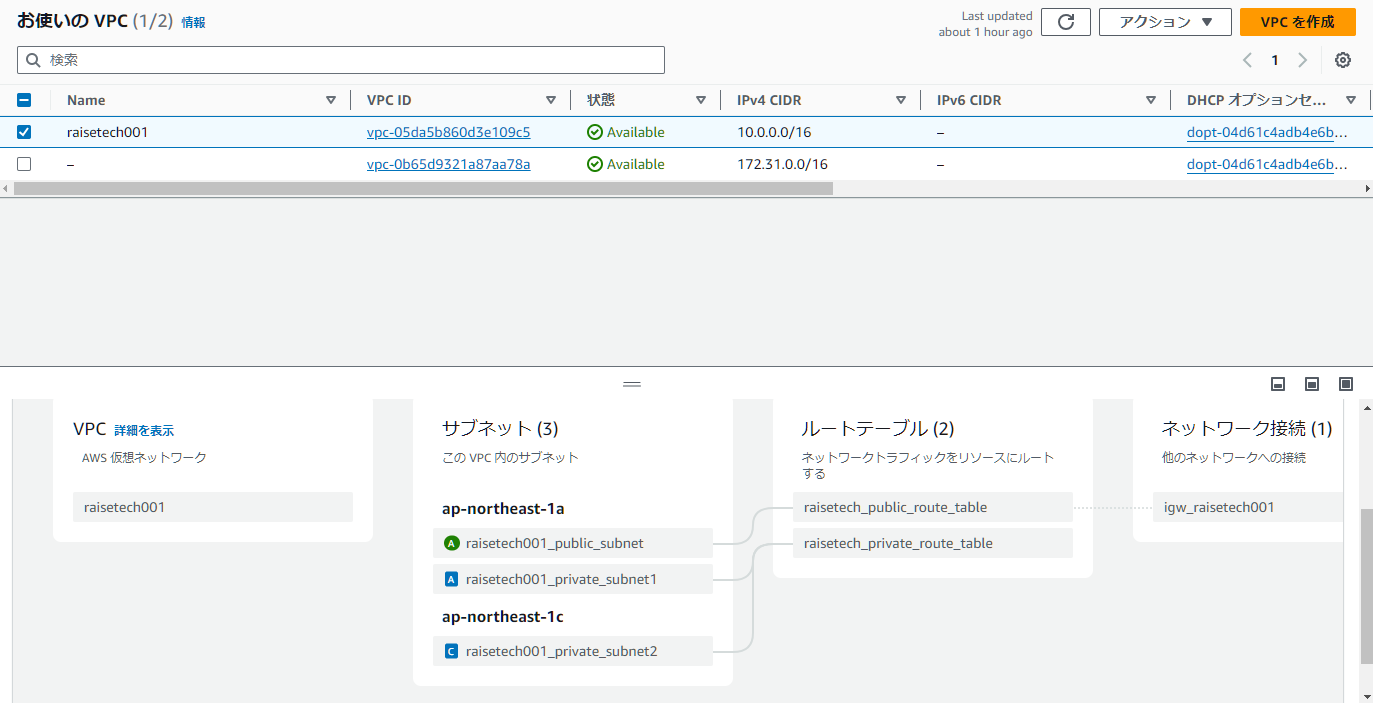 お使いの VPC (1/2) 情報
Last updated
about 1 hour ago
アクション
VPC を作成
検索
1
Name VPC ID 状態 IPv4 CIDR IPv6 CIDR DHCP オプションセ...
raisetech001 vpc-05da5b860d3e109c5 Available 10.0.0.0/16 – dopt-04d61c4adb4e6b...
– vpc-0b65d9321a87aa78a Available 172.31.0.0/16 – dopt-04d61c4adb4e6b...
VPC 詳細を表示
AWS 仮想ネットワーク
raisetech001
サブネット (3)
この VPC 内のサブネット
ap-northeast-1a
A raisetech001_public_subnet
A raisetech001_private_subnet1
ap-northeast-1c
C raisetech001_private_subnet2
ルートテーブル (2)
ネットワークトラフィックをリソースにルート
する
raisetech_public_route_table
raisetech_private_route_table
ネットワーク接続 (1)
他のネットワークへの接続
igw_raisetech001